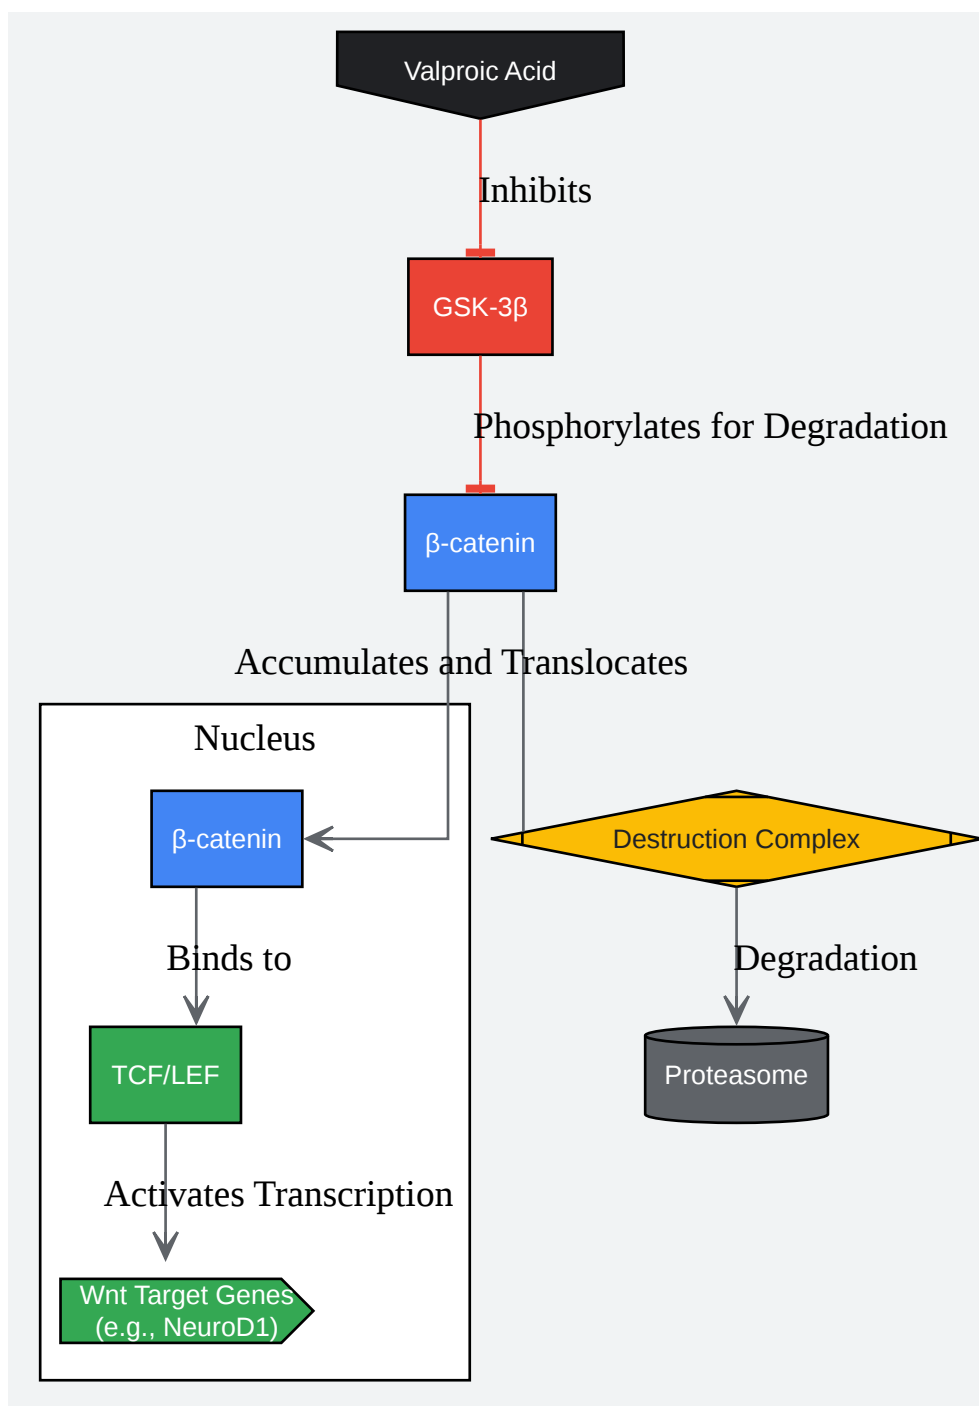 Valproic Acid
Inhibits
GSK-3β
Phosphorylates for Degradation
β-catenin
Accumulates and Translocates
Nucleus
β-catenin
Destruction Complex
Binds to
Degradation
TCF/LEF
Proteasome
Activates Transcription
Wnt Target Genes
(e.g., NeuroD1)